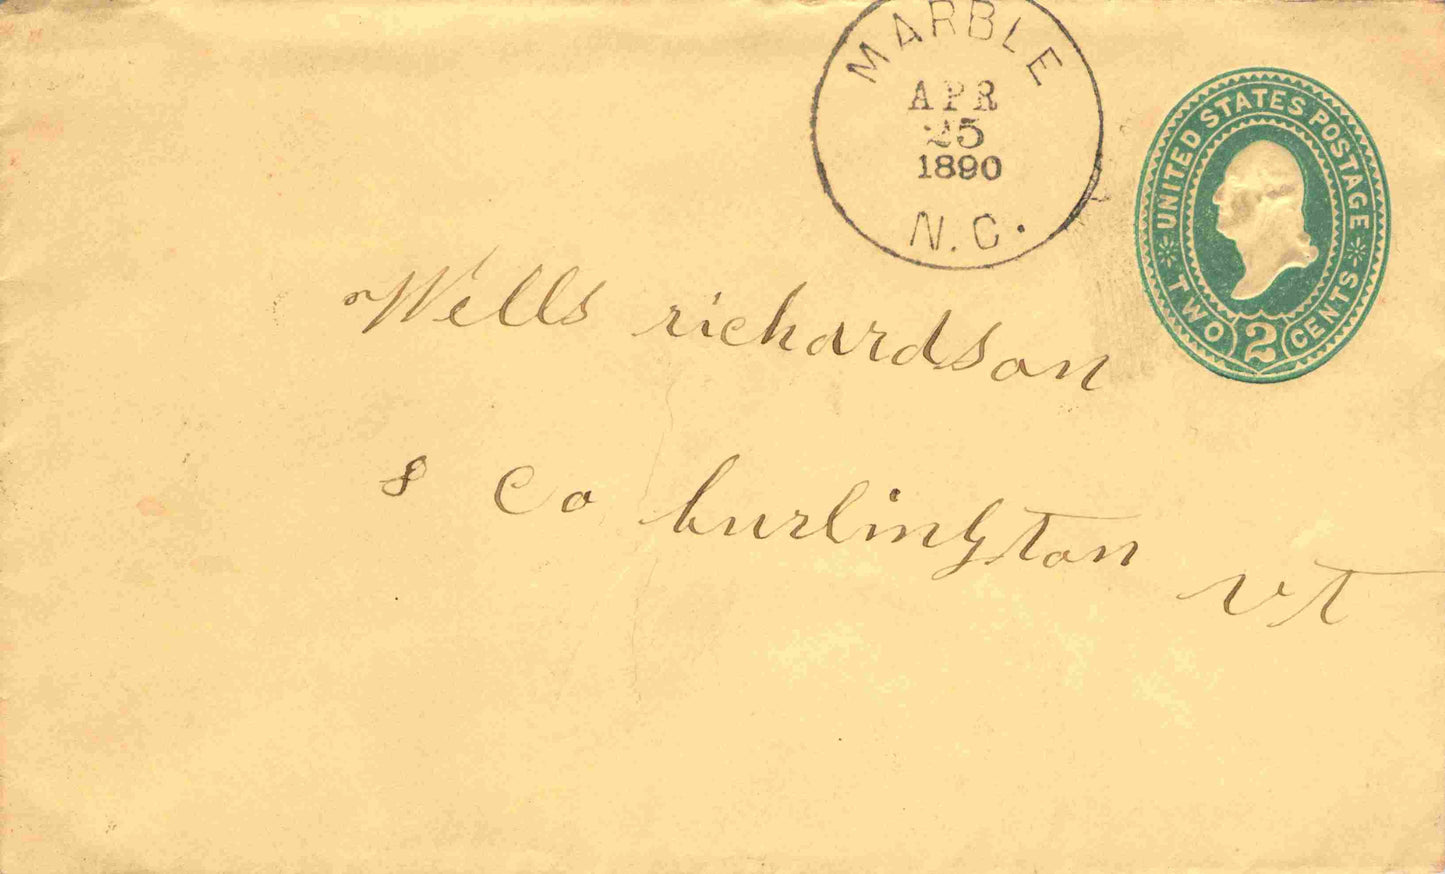 MARBLE
APR
25
1890
N.C.
UNITED STATES POSTAGE
TWO 2 CENTS
Wells richardson
& Co burlington
vt